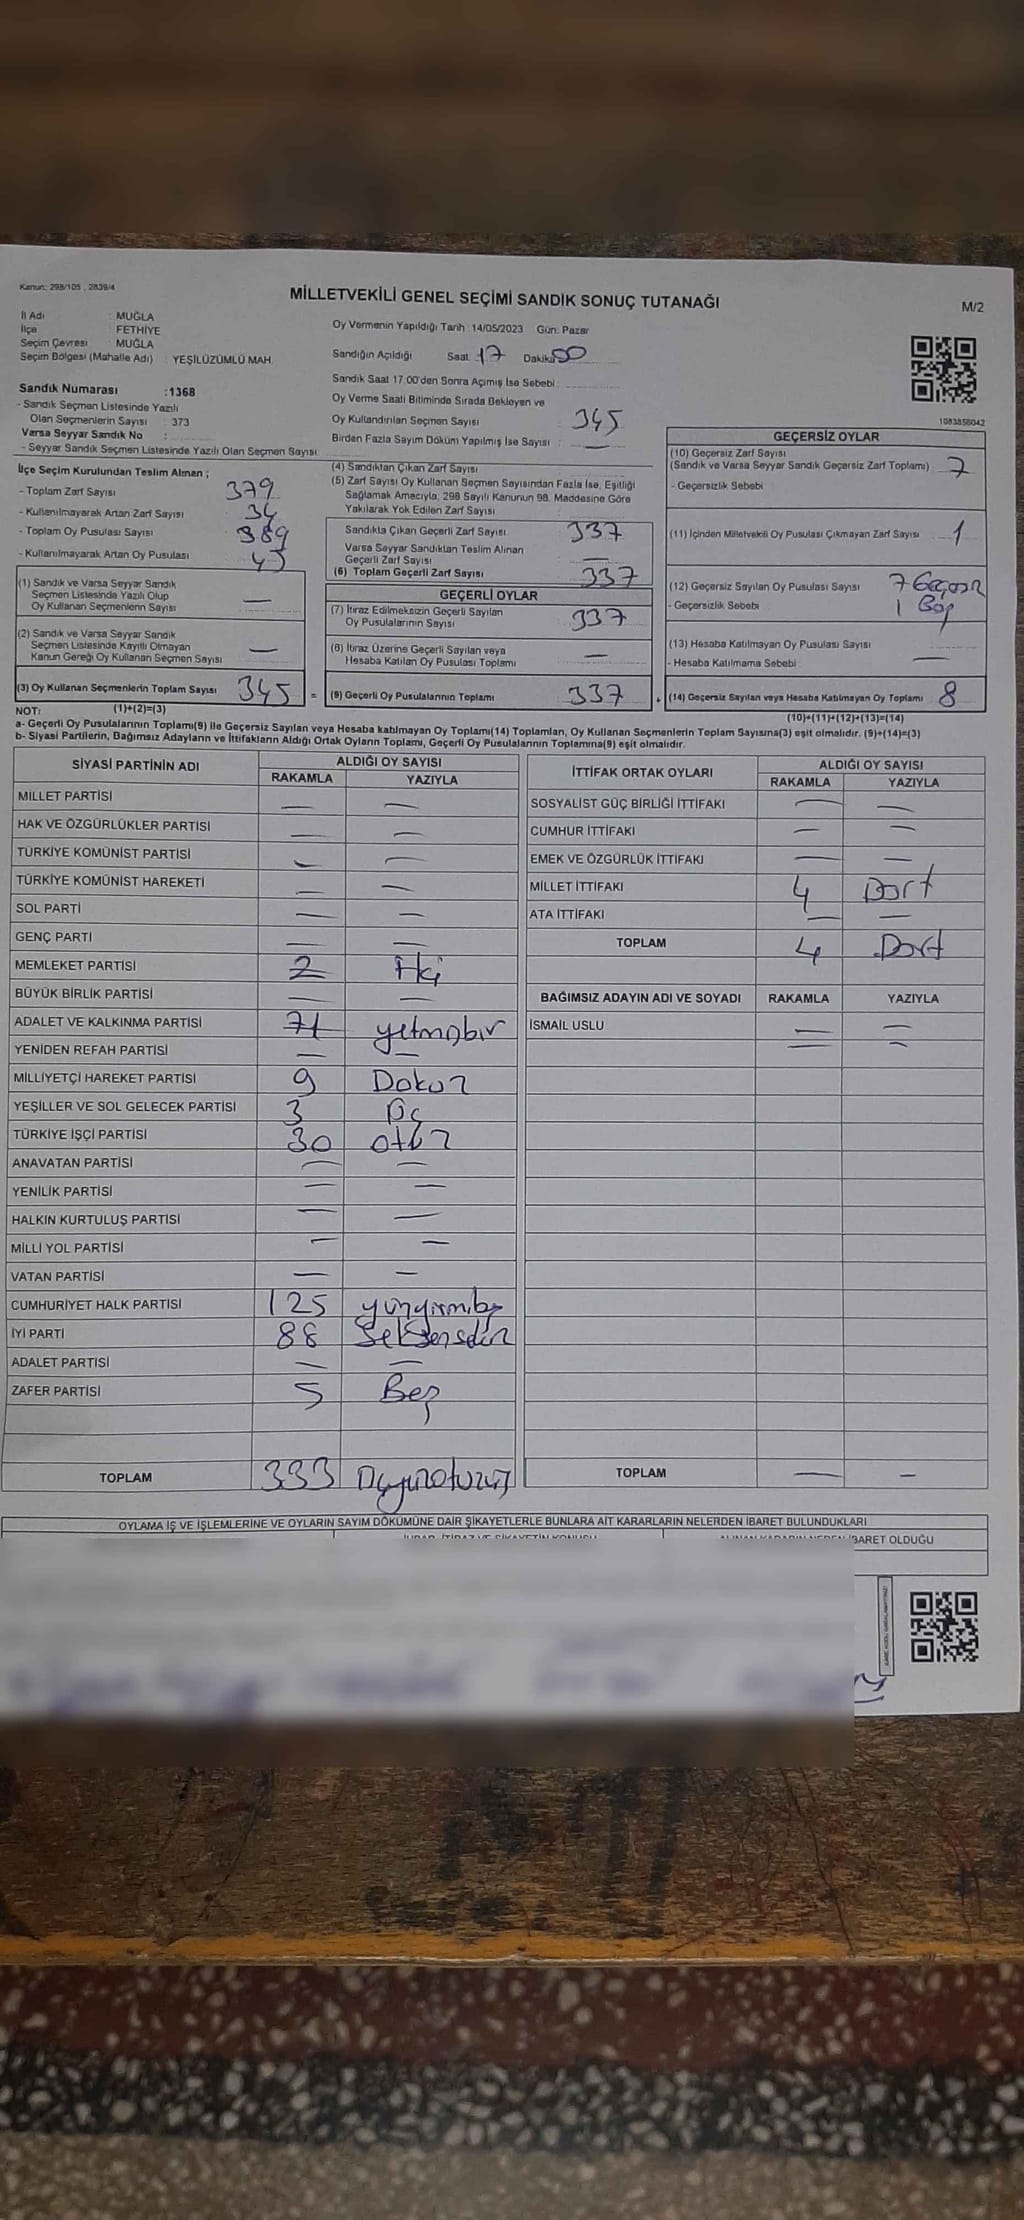 Kanun: 298/105 , 2839/4
MİLLETVEKİLİ GENEL SEÇİMİ SANDIK SONUÇ TUTANAĞI
M/2
İl Adı : MUĞLA
İlçe : FETHİYE
Seçim Çevresi : MUĞLA
Seçim Bölgesi (Mahalle Adı) : YEŞİLÜZÜMLÜ MAH.
Sandık Numarası :1368
- Sandık Seçmen Listesinde Yazılı
Olan Seçmenlerin Sayısı : 373
Varsa Seyyar Sandık No :
- Seyyar Sandık Seçmen Listesinde Yazılı Olan Seçmen Sayısı:
Oy Vermenin Yapıldığı Tarih :14/05/2023 Gün: Pazar
Sandığın Açıldığı Saat: 17 Dakika: 50
Sandık Saat 17.00'den Sonra Açımış İse Sebebi :
Oy Verme Saati Bitiminde Sırada Bekleyen ve
Oy Kullandırılan Seçmen Sayısı : 345
Birden Fazla Sayım Döküm Yapılmış İse Sayısı : —
1083856042
İlçe Seçim Kurulundan Teslim Alınan ;
- Toplam Zarf Sayısı 379
- Kullanılmayarak Artan Zarf Sayısı 34
- Toplam Oy Pusulası Sayısı 389
- Kullanılmayarak Artan Oy Pusulası 43
(1) Sandık ve Varsa Seyyar Sandık
Seçmen Listesinde Yazılı Olup
Oy Kullanan Seçmenlerin Sayısı : —
(2) Sandık ve Varsa Seyyar Sandık
Seçmen Listesinde Kayıtlı Olmayan
Kanun Gereği Oy Kullanan Seçmen Sayısı —
(3) Oy Kullanan Seçmenlerin Toplam Sayısı 345 =
(4) Sandıktan Çıkan Zarf Sayısı
(5) Zarf Sayısı Oy Kullanan Seçmen Sayısından Fazla İse, Eşitliği
Sağlamak Amacıyla; 298 Sayılı Kanunun 98. Maddesine Göre
Yakılarak Yok Edilen Zarf Sayısı :
Sandıkta Çıkan Geçerli Zarf Sayısı 337
Varsa Seyyar Sandıktan Teslim Alınan
Geçerli Zarf Sayısı : —
(6) Toplam Geçerli Zarf Sayısı 337
GEÇERLİ OYLAR
(7) İtiraz Edilmeksizin Geçerli Sayılan
Oy Pusulalarının Sayısı : 337
(8) İtiraz Üzerine Geçerli Sayılan veya
Hesaba Katılan Oy Pusulası Toplamı : —
(9) Geçerli Oy Pusulalarının Toplamı 337 +
GEÇERSİZ OYLAR
(10) Geçersiz Zarf Sayısı
(Sandık ve Varsa Seyyar Sandık Geçersiz Zarf Toplamı) 7
- Geçersizlik Sebebi :
(11) İçinden Milletvekili Oy Pusulası Çıkmayan Zarf Sayısı 1
(12) Geçersiz Sayılan Oy Pusulası Sayısı 7 Geçersiz
- Geçersizlik Sebebi : 1 Boş
(13) Hesaba Katılmayan Oy Pusulası Sayısı :
- Hesaba Katılmama Sebebi : —
(14) Geçersiz Sayılan veya Hesaba Katılmayan Oy Toplamı 8
NOT: (1)+(2)=(3)
(10)+(11)+(12)+(13)=(14)
a- Geçerli Oy Pusulalarının Toplamı(9) ile Geçersiz Sayılan veya Hesaba katılmayan Oy Toplamı(14) Toplamları, Oy Kullanan Seçmenlerin Toplam Sayısına(3) eşit olmalıdır. (9)+(14)=(3)
b- Siyasi Partilerin, Bağımsız Adayların ve İttifakların Aldığı Ortak Oyların Toplamı, Geçerli Oy Pusulalarının Toplamına(9) eşit olmalıdır.
SİYASİ PARTİNİN ADI
ALDIĞI OY SAYISI
RAKAMLA YAZIYLA
MİLLET PARTİSİ — —
HAK VE ÖZGÜRLÜKLER PARTİSİ — —
TÜRKİYE KOMÜNİST PARTİSİ — —
TÜRKİYE KOMÜNİST HAREKETİ — —
SOL PARTİ — —
GENÇ PARTİ — —
MEMLEKET PARTİSİ 2 İki
BÜYÜK BİRLİK PARTİSİ — —
ADALET VE KALKINMA PARTİSİ 71 yetmişbir
YENİDEN REFAH PARTİSİ — —
MİLLİYETÇİ HAREKET PARTİSİ 9 Dokuz
YEŞİLLER VE SOL GELECEK PARTİSİ 3 Üç
TÜRKİYE İŞÇİ PARTİSİ 30 otuz
ANAVATAN PARTİSİ — —
YENİLİK PARTİSİ — —
HALKIN KURTULUŞ PARTİSİ — —
MİLLİ YOL PARTİSİ — —
VATAN PARTİSİ — —
CUMHURİYET HALK PARTİSİ 125 yüzyirmibeş
İYİ PARTİ 88 Seksensekiz
ADALET PARTİSİ — —
ZAFER PARTİSİ 5 Beş
TOPLAM 333 Üçyüzotuzüç
İTTİFAK ORTAK OYLARI
ALDIĞI OY SAYISI
RAKAMLA YAZIYLA
SOSYALİST GÜÇ BİRLİĞİ İTTİFAKI — —
CUMHUR İTTİFAKI — —
EMEK VE ÖZGÜRLÜK İTTİFAKI — —
MİLLET İTTİFAKI 4 Dört
ATA İTTİFAKI — —
TOPLAM 4 Dört
BAĞIMSIZ ADAYIN ADI VE SOYADI RAKAMLA YAZIYLA
İSMAİL USLU — —
TOPLAM — —
OYLAMA İŞ VE İŞLEMLERİNE VE OYLARIN SAYIM DÖKÜMÜNE DAİR ŞİKAYETLERLE BUNLARA AİT KARARLARIN NELERDEN İBARET BULUNDUKLARI
İHBAR, İTİRAZ VE ŞİKAYETİN KONUSU
ALINAN KARARIN NEDEN İBARET OLDUĞU